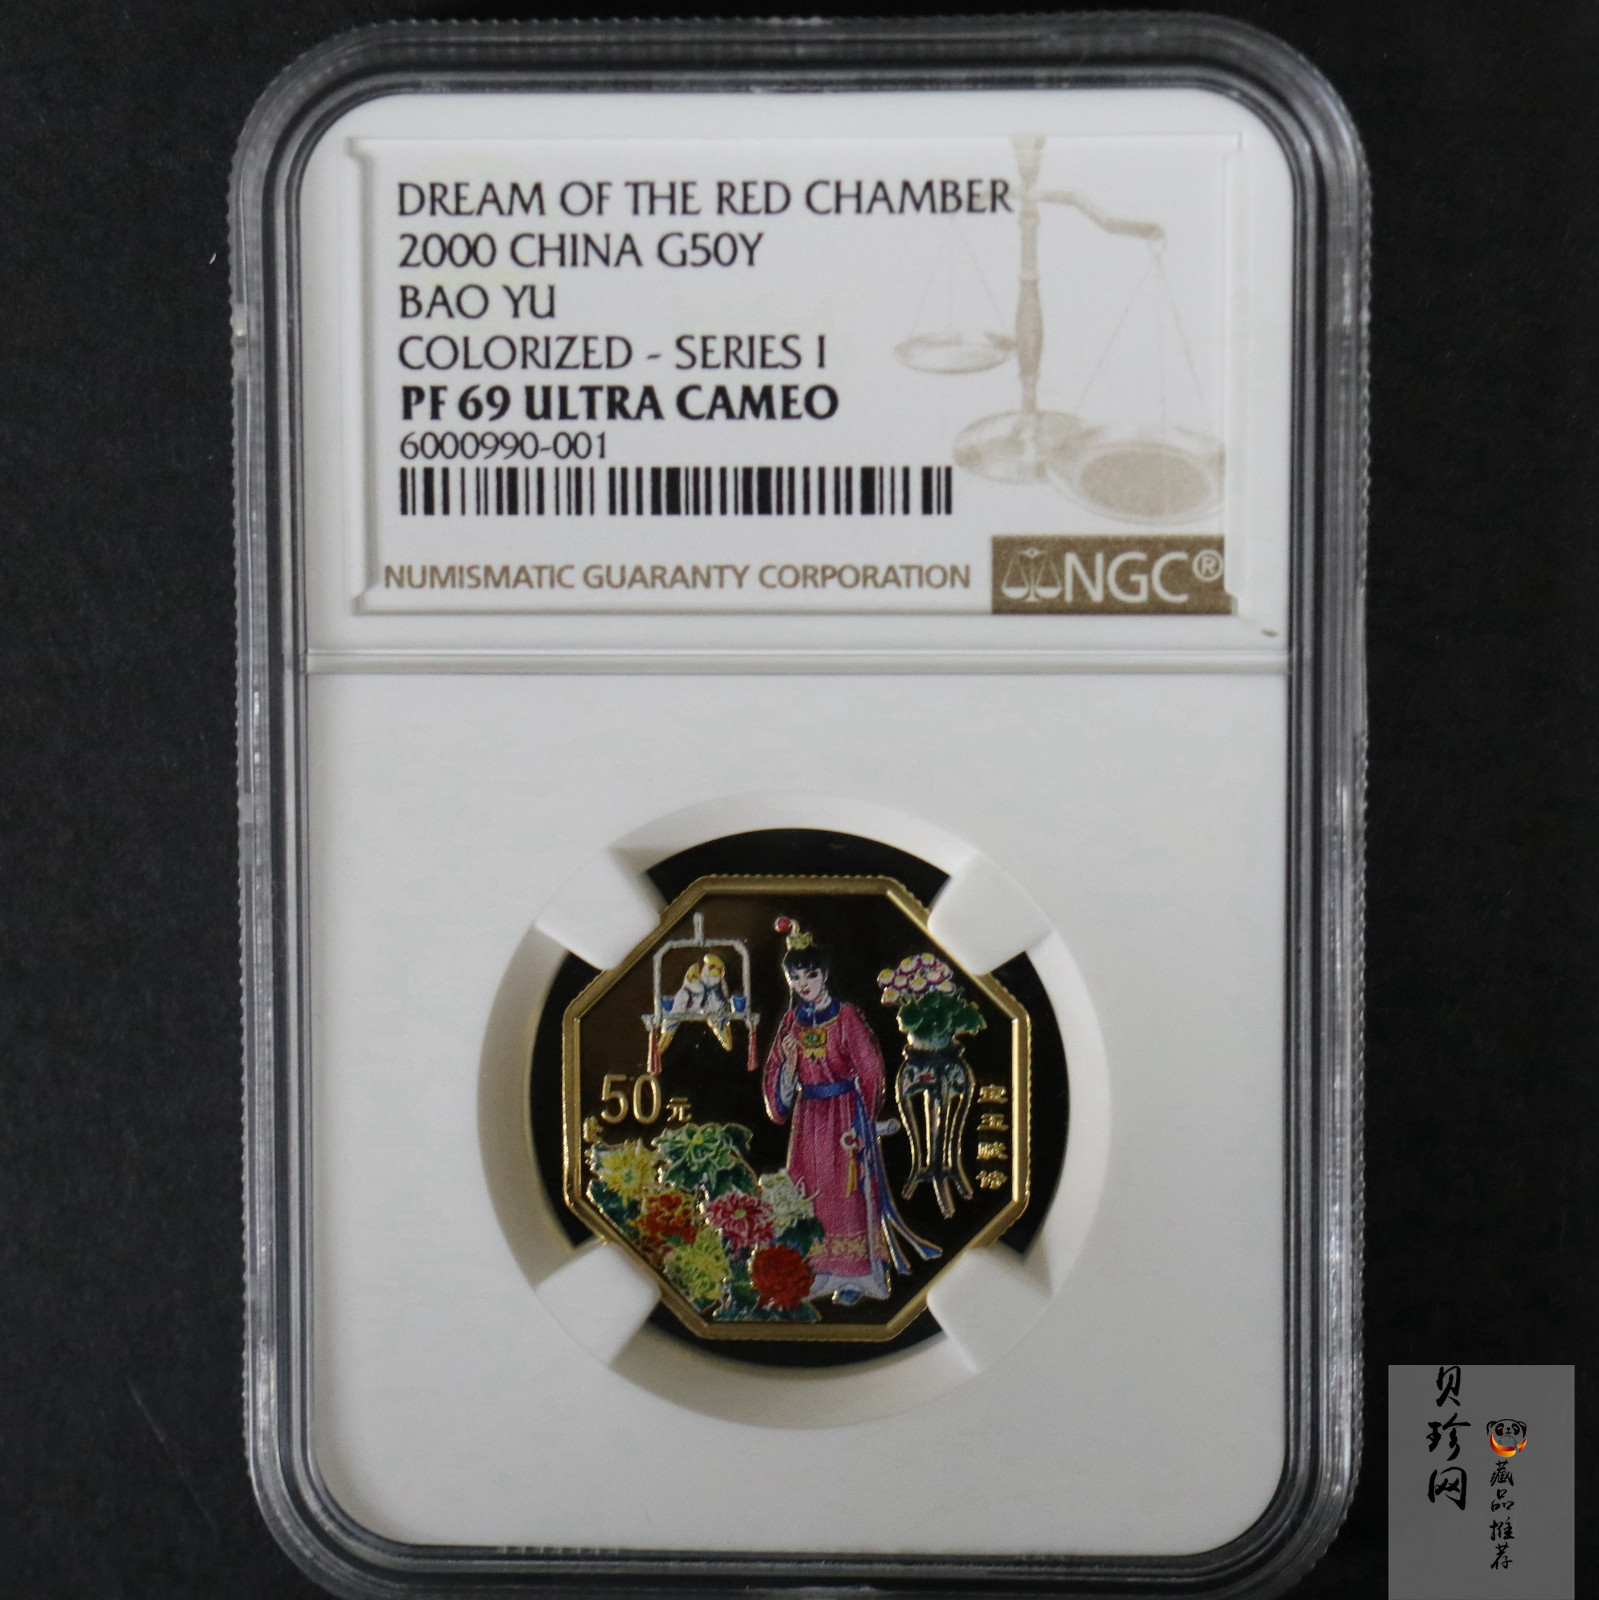 DREAM OF THE RED CHAMBER
2000 CHINA G50Y
BAO YU
COLORIZED - SERIES I
PF 69 ULTRA CAMEO
6000990-001
NUMISMATIC GUARANTY CORPORATION
NGC®
50元
贝珍网
藏品推荐